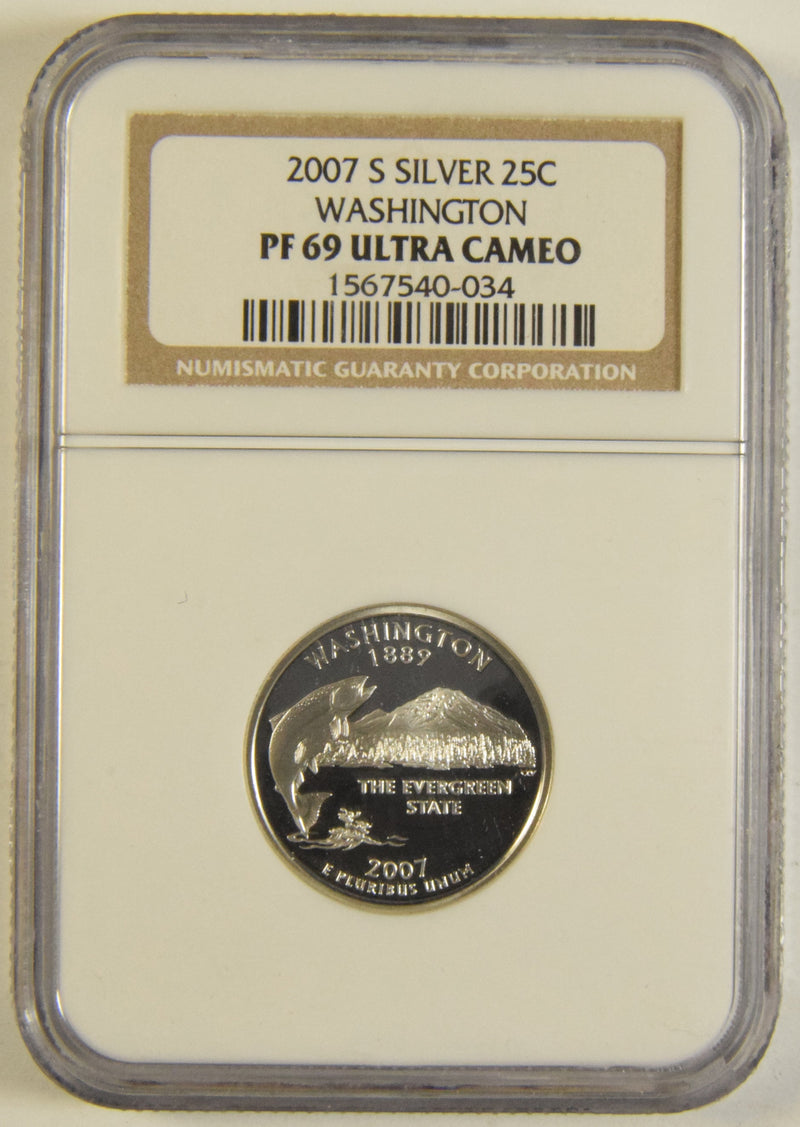 2007 S SILVER 25C
WASHINGTON
PF 69 ULTRA CAMEO
1567540-034
NUMISMATIC GUARANTY CORPORATION
WASHINGTON
1889
THE EVERGREEN
STATE
2007
E PLURIBUS UNUM